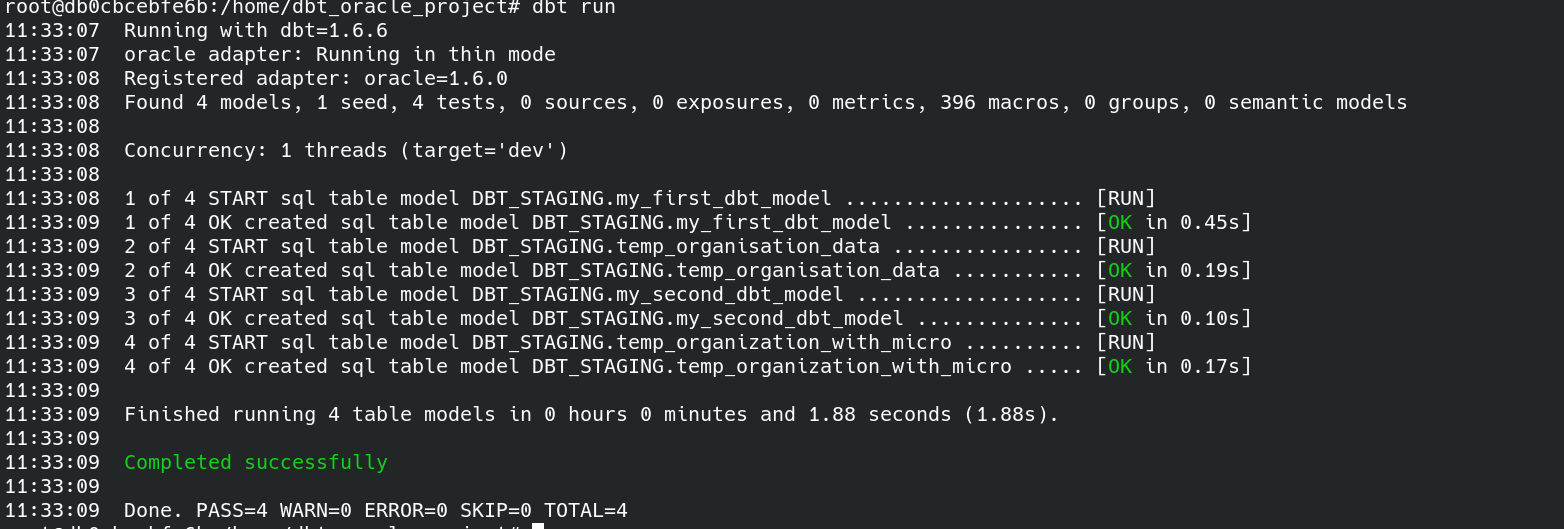 root@db0cbcebfe6b:/home/dbt_oracle_project# dbt run
11:33:07  Running with dbt=1.6.6
11:33:07  oracle adapter: Running in thin mode
11:33:08  Registered adapter: oracle=1.6.0
11:33:08  Found 4 models, 1 seed, 4 tests, 0 sources, 0 exposures, 0 metrics, 396 macros, 0 groups, 0 semantic models
11:33:08
11:33:08  Concurrency: 1 threads (target='dev')
11:33:08
11:33:08  1 of 4 START sql table model DBT_STAGING.my_first_dbt_model .................... [RUN]
11:33:09  1 of 4 OK created sql table model DBT_STAGING.my_first_dbt_model ............... [OK in 0.45s]
11:33:09  2 of 4 START sql table model DBT_STAGING.temp_organisation_data ................ [RUN]
11:33:09  2 of 4 OK created sql table model DBT_STAGING.temp_organisation_data ........... [OK in 0.19s]
11:33:09  3 of 4 START sql table model DBT_STAGING.my_second_dbt_model ................... [RUN]
11:33:09  3 of 4 OK created sql table model DBT_STAGING.my_second_dbt_model .............. [OK in 0.10s]
11:33:09  4 of 4 START sql table model DBT_STAGING.temp_organization_with_micro .......... [RUN]
11:33:09  4 of 4 OK created sql table model DBT_STAGING.temp_organization_with_micro ..... [OK in 0.17s]
11:33:09
11:33:09  Finished running 4 table models in 0 hours 0 minutes and 1.88 seconds (1.88s).
11:33:09
11:33:09  Completed successfully
11:33:09
11:33:09  Done. PASS=4 WARN=0 ERROR=0 SKIP=0 TOTAL=4